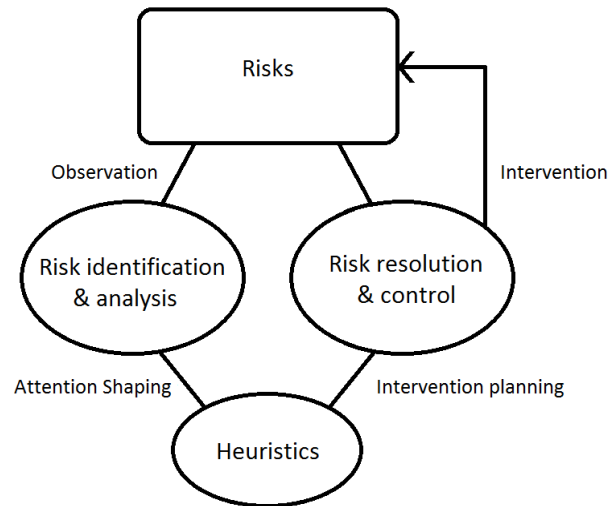 Risks
Observation
Intervention
Risk identification
& analysis
Risk resolution
& control
Attention Shaping
Intervention planning
Heuristics